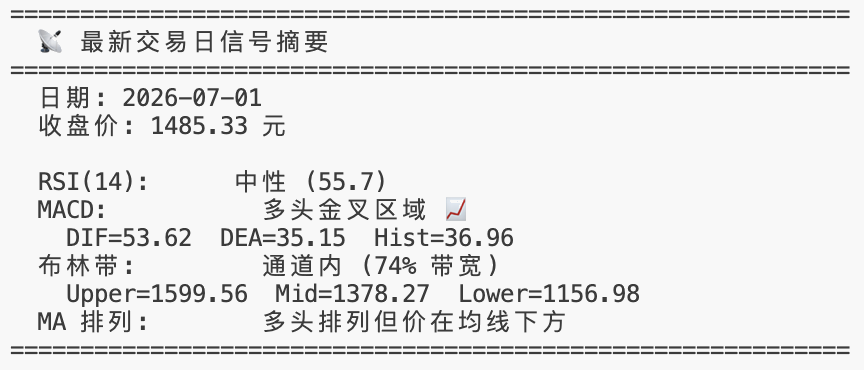 ============================================================
📡 最新交易日信号摘要
============================================================
日期: 2026-07-01
收盘价: 1485.33 元
RSI(14):      中性 (55.7)
MACD:           多头金叉区域 📈
DIF=53.62  DEA=35.15  Hist=36.96
布林带:         通道内 (74% 带宽)
Upper=1599.56  Mid=1378.27  Lower=1156.98
MA 排列:        多头排列但价在均线下方
============================================================